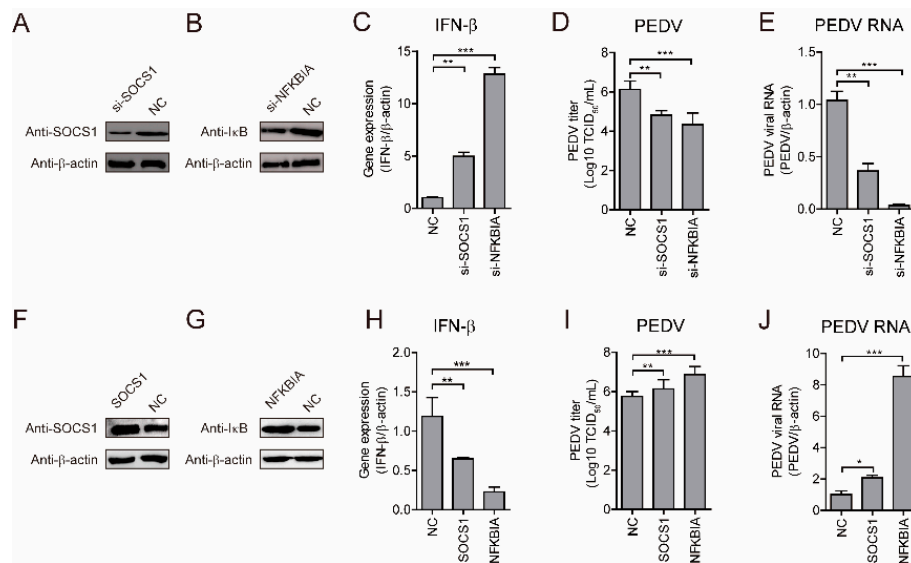 A
si-SOCS1
NC
Anti-SOCS1
Anti-β-actin
B
si-NFKBIA
NC
Anti-IκB
Anti-β-actin
C
IFN-β
Gene expression
(IFN-β/β-actin)
15
10
5
0
**
***
NC
si-SOCS1
si-NFKBIA
D
PEDV
PEDV titer
(Log10 TCID50/mL)
8
6
4
2
0
***
**
NC
si-SOCS1
si-NFKBIA
E
PEDV RNA
PEDV viral RNA
(PEDV/β-actin)
1.5
1.0
0.5
0.0
***
**
NC
si-SOCS1
si-NFKBIA
F
SOCS1
NC
Anti-SOCS1
Anti-β-actin
G
NFKBIA
NC
Anti-IκB
Anti-β-actin
H
IFN-β
Gene expression
(IFN-β/β-actin)
2.0
1.5
1.0
0.5
0.0
***
**
NC
SOCS1
NFKBIA
I
PEDV
PEDV titer
(Log10 TCID50/mL)
8
6
4
2
0
***
**
NC
SOCS1
NFKBIA
J
PEDV RNA
PEDV viral RNA
(PEDV/β-actin)
10
8
6
4
2
0
***
*
NC
SOCS1
NFKBIA